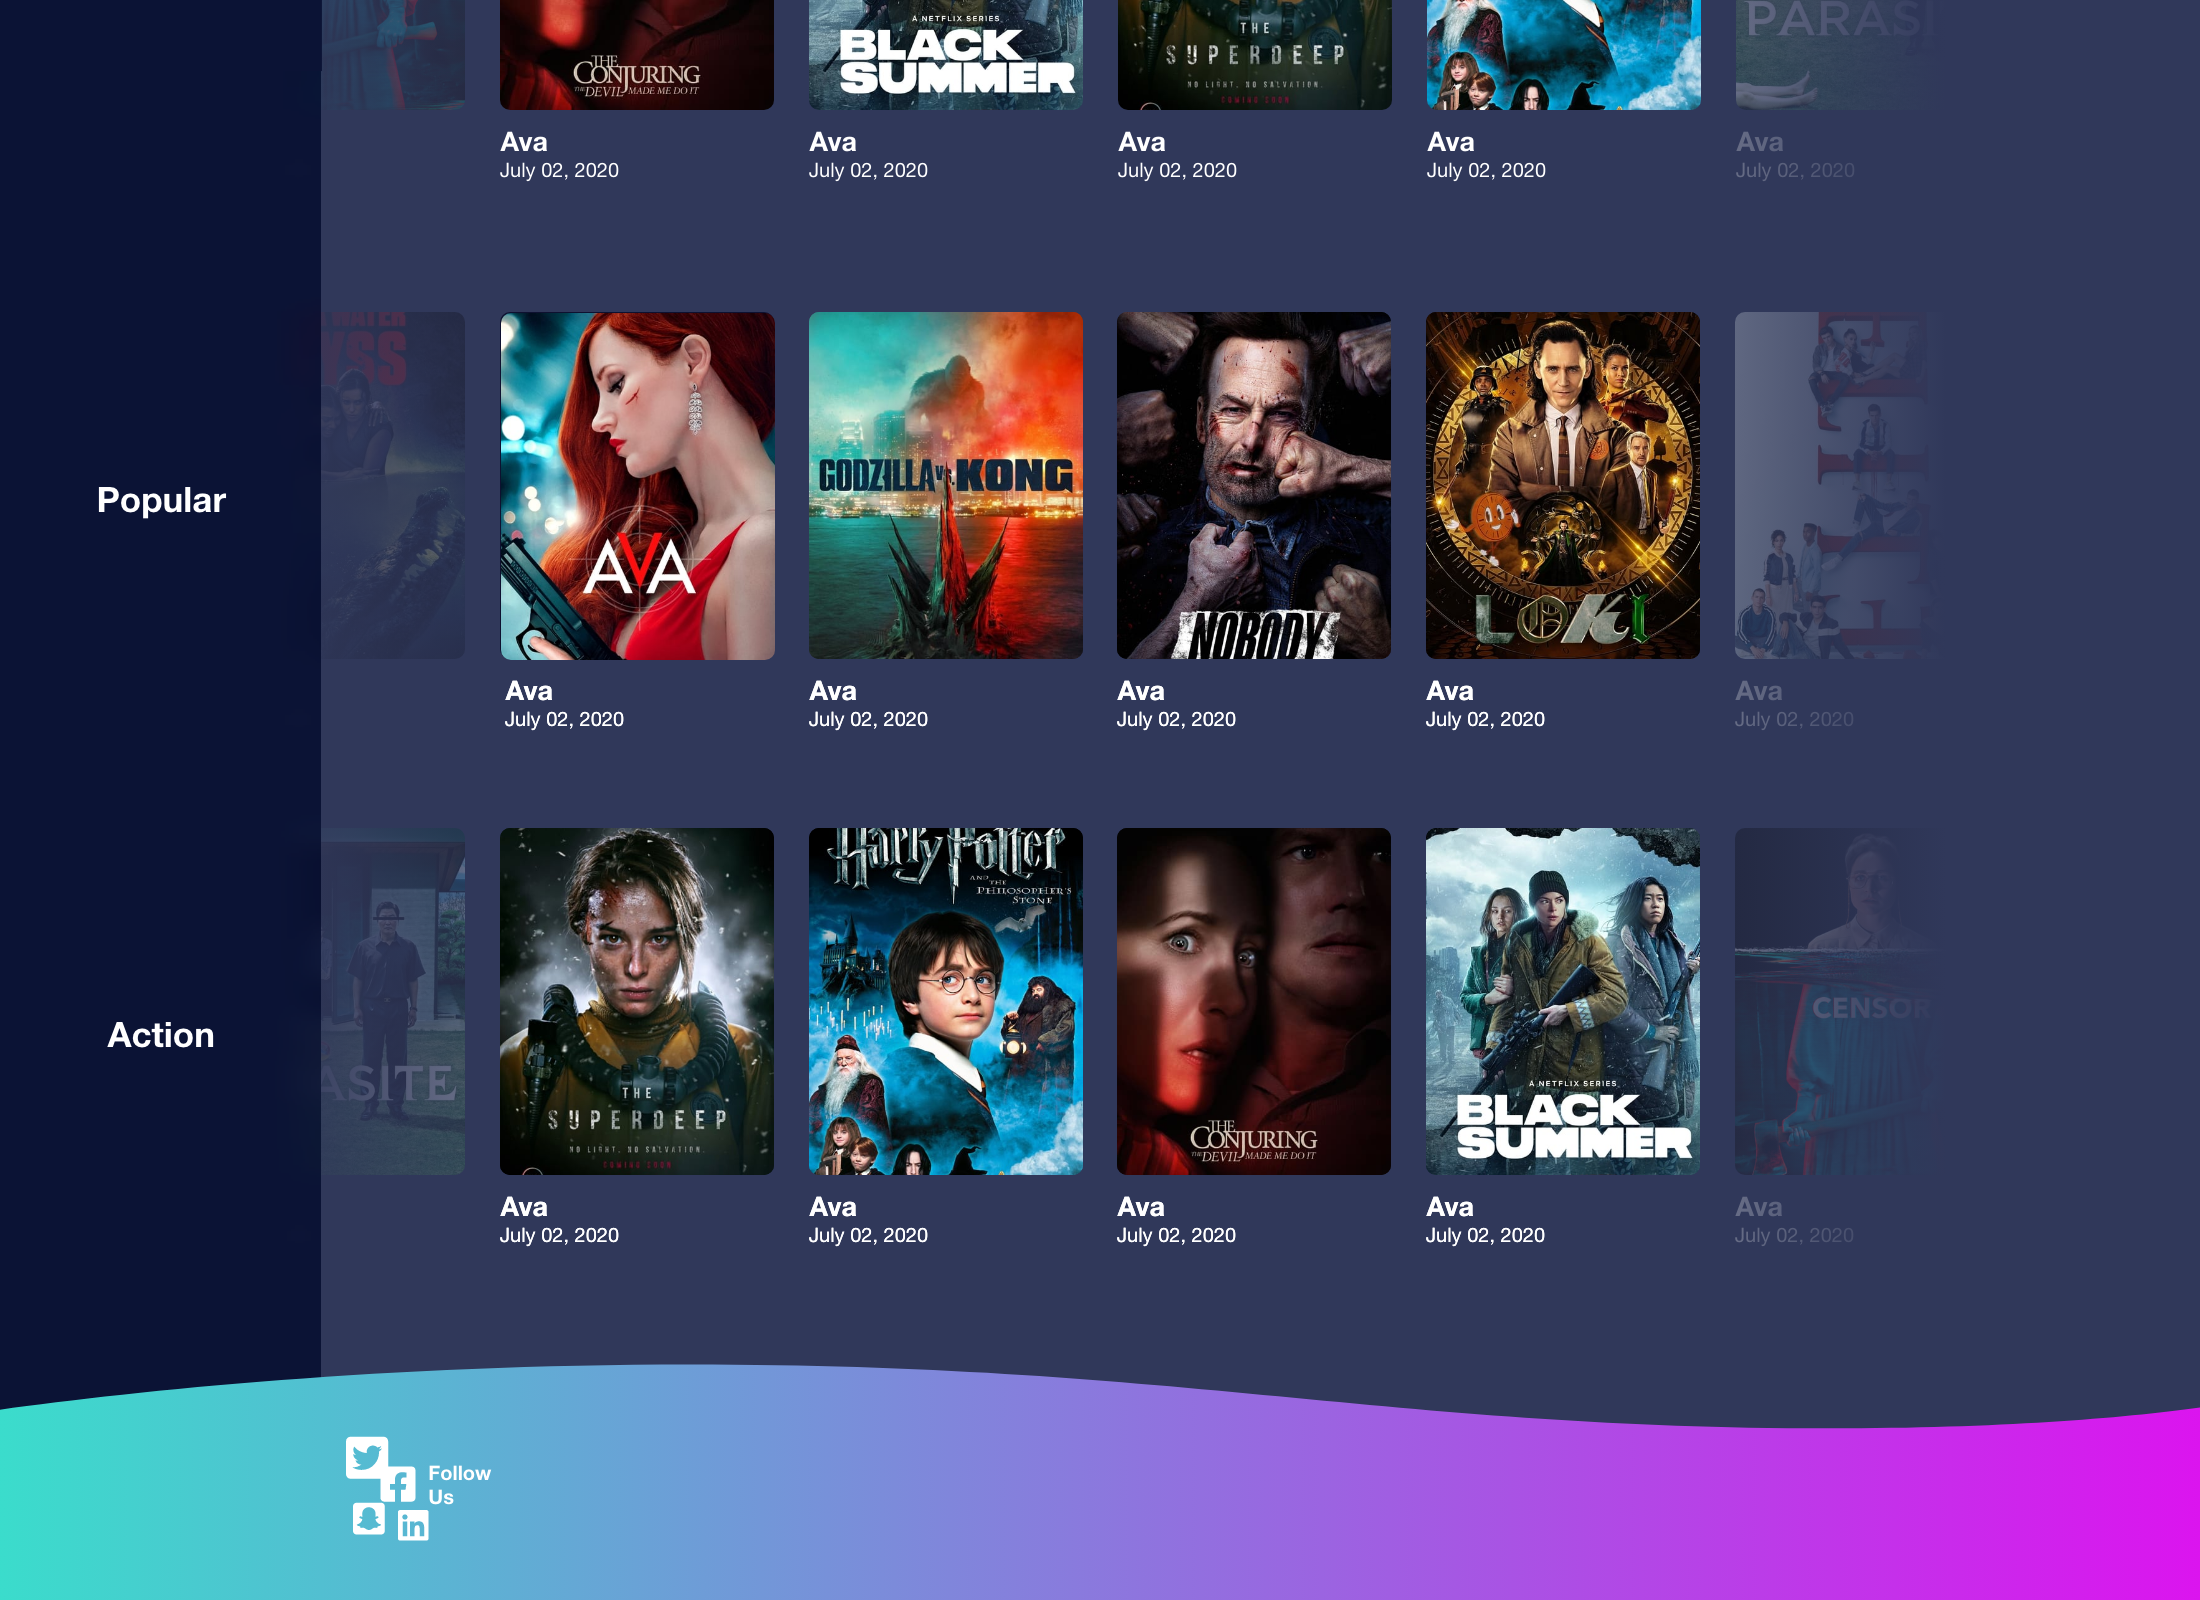 THE
CONJURING
THE DEVIL MADE ME DO IT
A NETFLIX SERIES
BLACK
SUMMER
THE
SUPERDEEP
NO LIGHT. NO SALVATION.
COMING SOON
PARAS
Ava
July 02, 2020
Ava
July 02, 2020
Ava
July 02, 2020
Ava
July 02, 2020
Ava
July 02, 2020
Popular
WATER
YSS
AVA
GODZILLA vs. KONG
NOBODY
LOKI
Ava
July 02, 2020
Ava
July 02, 2020
Ava
July 02, 2020
Ava
July 02, 2020
Ava
July 02, 2020
Action
ASITE
THE
SUPERDEEP
NO LIGHT. NO SALVATION.
COMING SOON
Harry Potter
AND THE
PHILOSOPHER'S
STONE
THE
CONJURING
THE DEVIL MADE ME DO IT
A NETFLIX SERIES
BLACK
SUMMER
CENSOR
Ava
July 02, 2020
Ava
July 02, 2020
Ava
July 02, 2020
Ava
July 02, 2020
Ava
July 02, 2020
Follow
Us